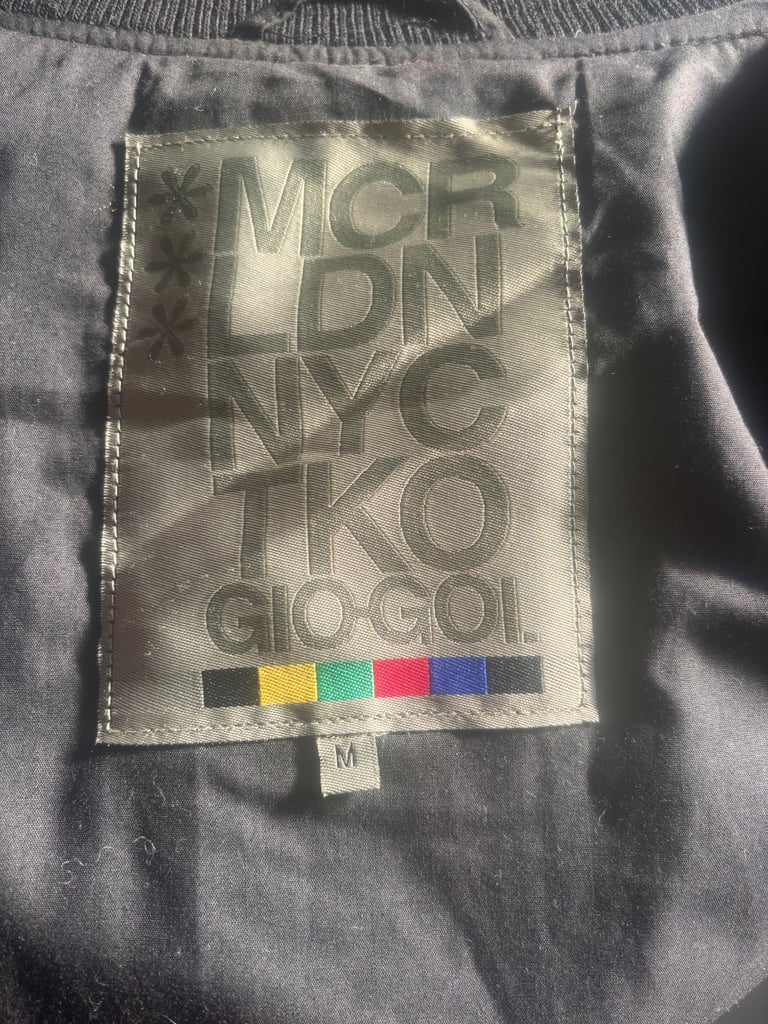 ***MCR
LDN
NYC
TKO
GIO-GOI.
M